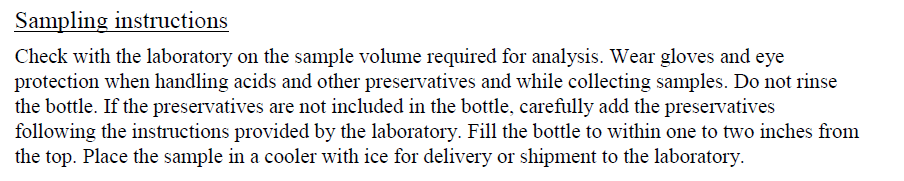 Sampling instructions
Check with the laboratory on the sample volume required for analysis. Wear gloves and eye
protection when handling acids and other preservatives and while collecting samples. Do not rinse
the bottle. If the preservatives are not included in the bottle, carefully add the preservatives
following the instructions provided by the laboratory. Fill the bottle to within one to two inches from
the top. Place the sample in a cooler with ice for delivery or shipment to the laboratory.